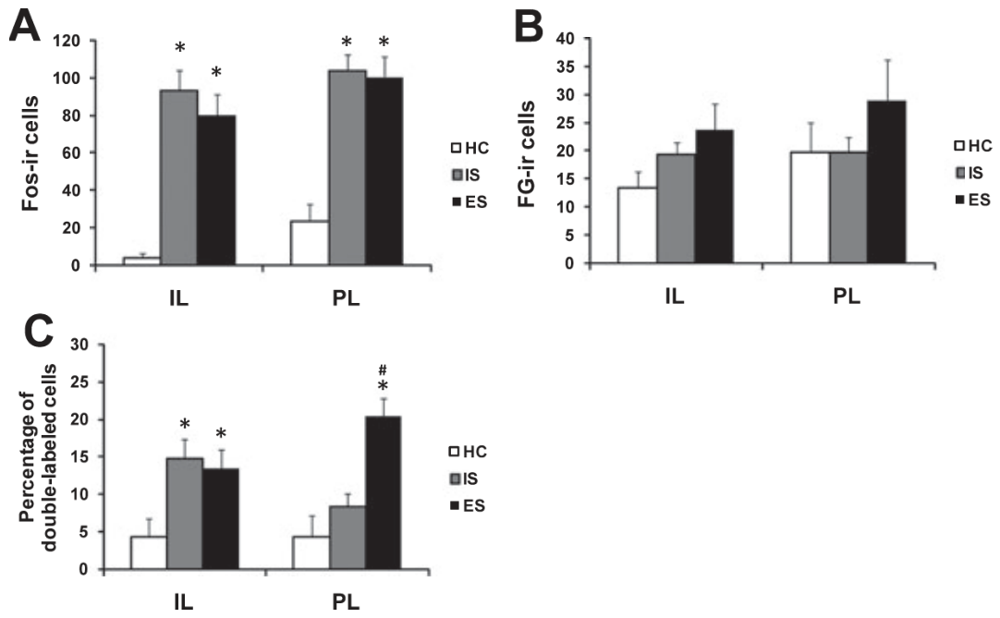 A
Fos-ir cells
120
100
80
60
40
20
0
* * * *
IL PL
HC
IS
ES
B
FG-ir cells
40
35
30
25
20
15
10
5
0
IL PL
HC
IS
ES
C
Percentage of
double-labeled cells
30
25
20
15
10
5
0
#
* * *
IL PL
HC
IS
ES